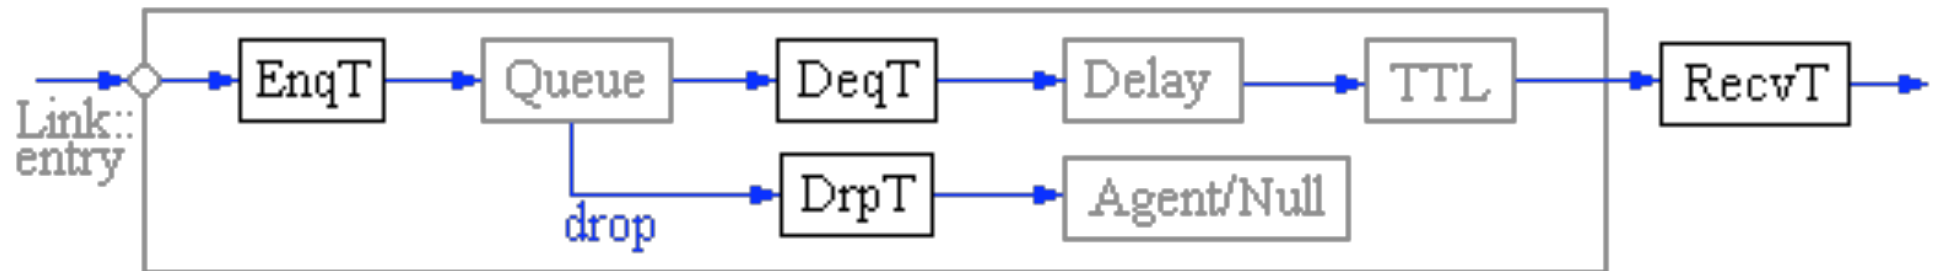 EnqT
Queue
DeqT
Delay
TTL
RecvT
Link::
entry
DrpT
Agent/Null
drop